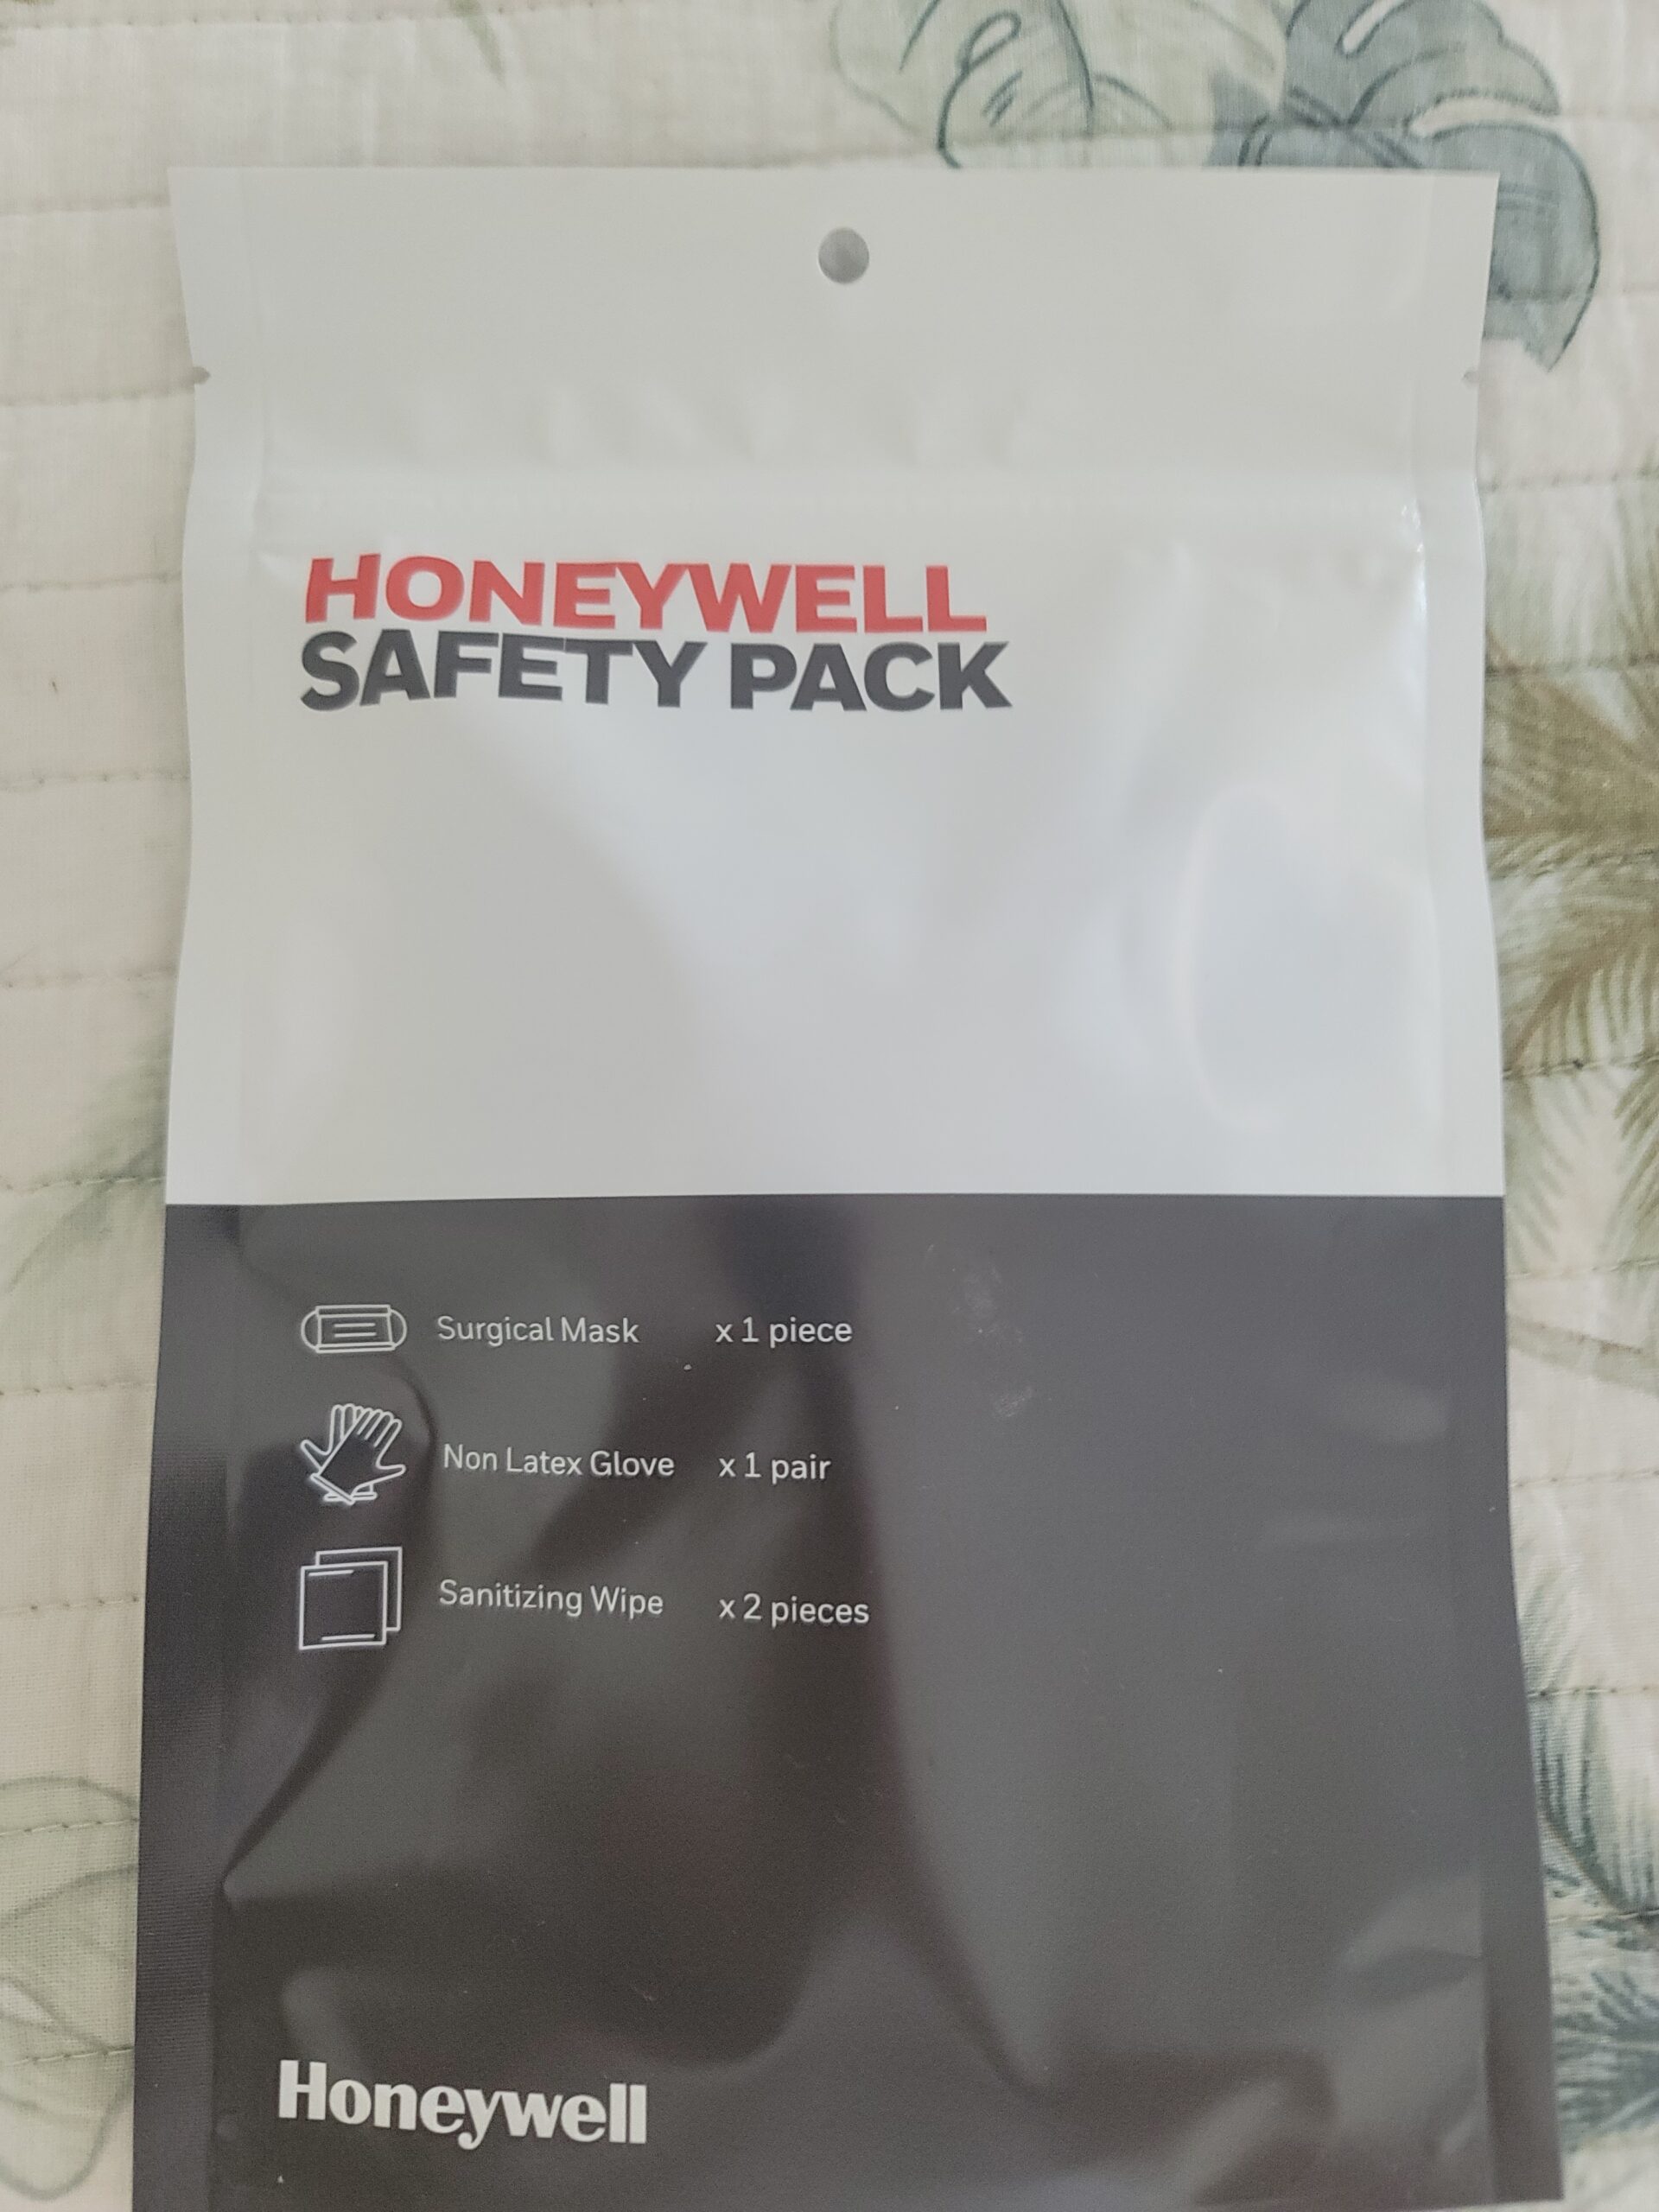 HONEYWELL
SAFETY PACK
Surgical Mask x 1 piece
Non Latex Glove x 1 pair
Sanitizing Wipe x 2 pieces
Honeywell